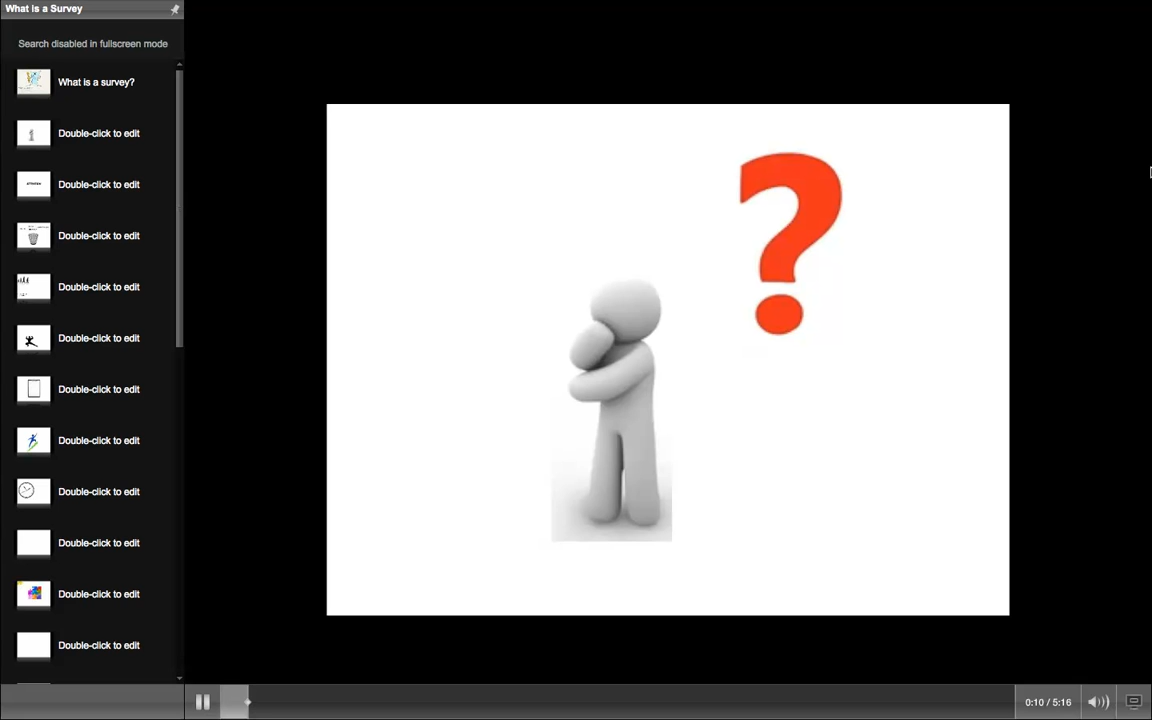 What is a Survey
Search disabled in fullscreen mode
What is a survey?
Double-click to edit
Double-click to edit
Double-click to edit
Double-click to edit
Double-click to edit
Double-click to edit
Double-click to edit
Double-click to edit
Double-click to edit
Double-click to edit
Double-click to edit
?
0:10 / 5:16